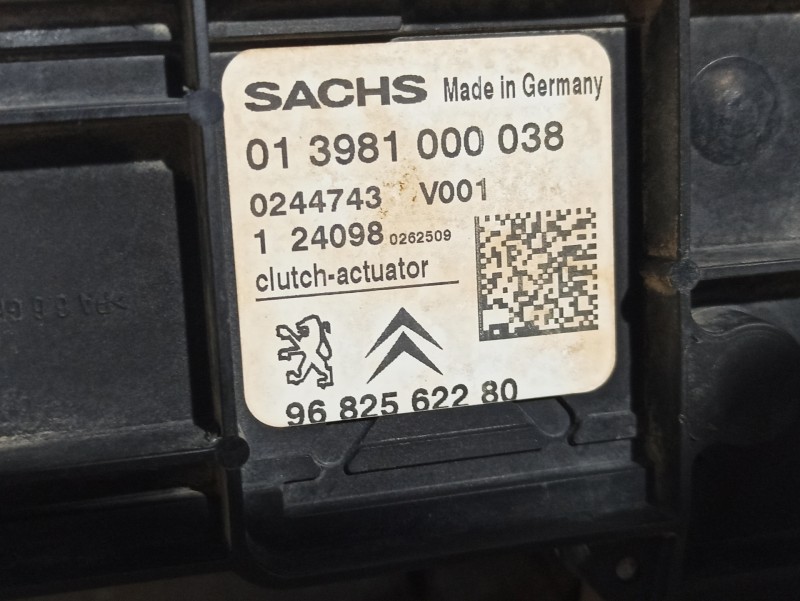 SACHS Made in Germany
01 3981 000 038
0244743 V001
1 24098 0262509
clutch-actuator
96 825 622 80